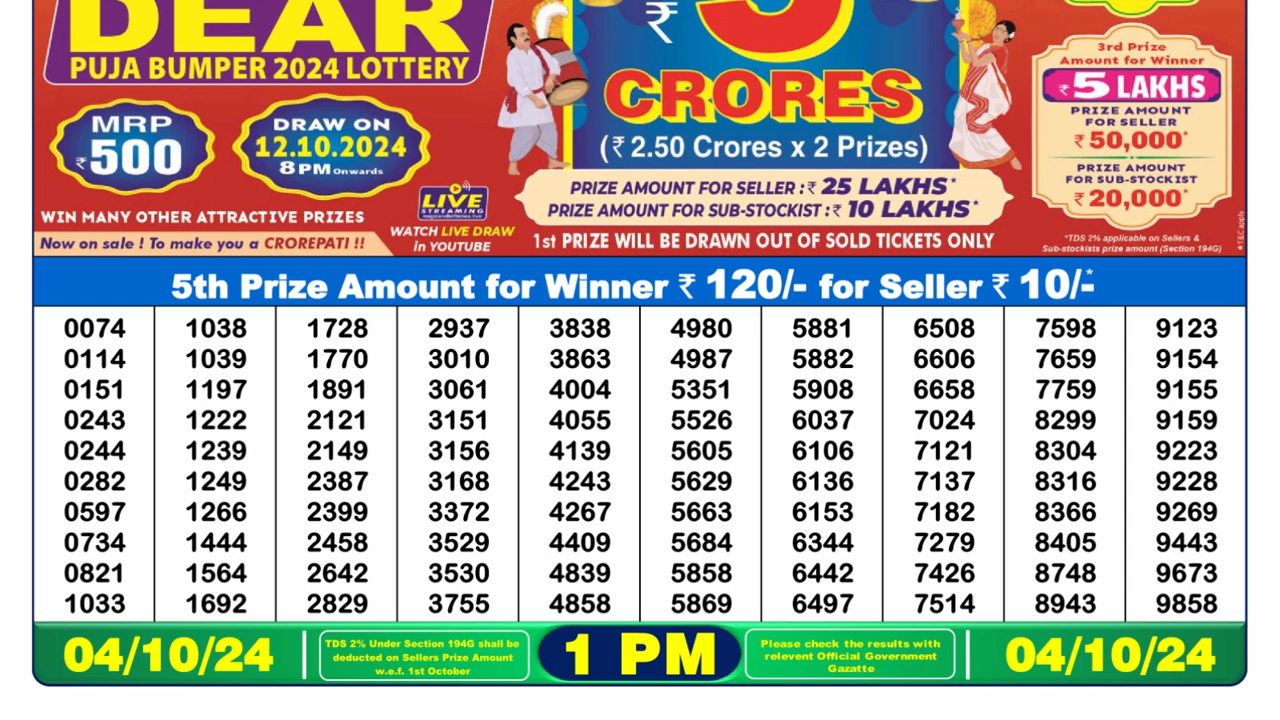 DEAR
PUJA BUMPER 2024 LOTTERY
MRP
₹500
DRAW ON
12.10.2024
8 PM Onwards
WIN MANY OTHER ATTRACTIVE PRIZES
Now on sale ! To make you a CROREPATI !!
LIVE
STREAMING
WATCH LIVE DRAW
in YOUTUBE
₹ 5
CRORES
(₹ 2.50 Crores x 2 Prizes)
PRIZE AMOUNT FOR SELLER :₹ 25 LAKHS*
PRIZE AMOUNT FOR SUB-STOCKIST :₹ 10 LAKHS*
1st PRIZE WILL BE DRAWN OUT OF SOLD TICKETS ONLY
3rd Prize
Amount for Winner
₹5 LAKHS
PRIZE AMOUNT
FOR SELLER
₹ 50,000*
PRIZE AMOUNT
FOR SUB-STOCKIST
₹ 20,000*
*TDS 2% applicable on Sellers &
Sub-stockists prize amount (Section 194G)
★T&C apply
5th Prize Amount for Winner ₹ 120/- for Seller ₹ 10/-*
0074 1038 1728 2937 3838 4980 5881 6508 7598 9123
0114 1039 1770 3010 3863 4987 5882 6606 7659 9154
0151 1197 1891 3061 4004 5351 5908 6658 7759 9155
0243 1222 2121 3151 4055 5526 6037 7024 8299 9159
0244 1239 2149 3156 4139 5605 6106 7121 8304 9223
0282 1249 2387 3168 4243 5629 6136 7137 8316 9228
0597 1266 2399 3372 4267 5663 6153 7182 8366 9269
0734 1444 2458 3529 4409 5684 6344 7279 8405 9443
0821 1564 2642 3530 4839 5858 6442 7426 8748 9673
1033 1692 2829 3755 4858 5869 6497 7514 8943 9858
04/10/24
TDS 2% Under Section 194G shall be
deducted on Sellers Prize Amount
w.e.f. 1st October
1 PM
Please check the results with
relevent Official Government
Gazatte
04/10/24